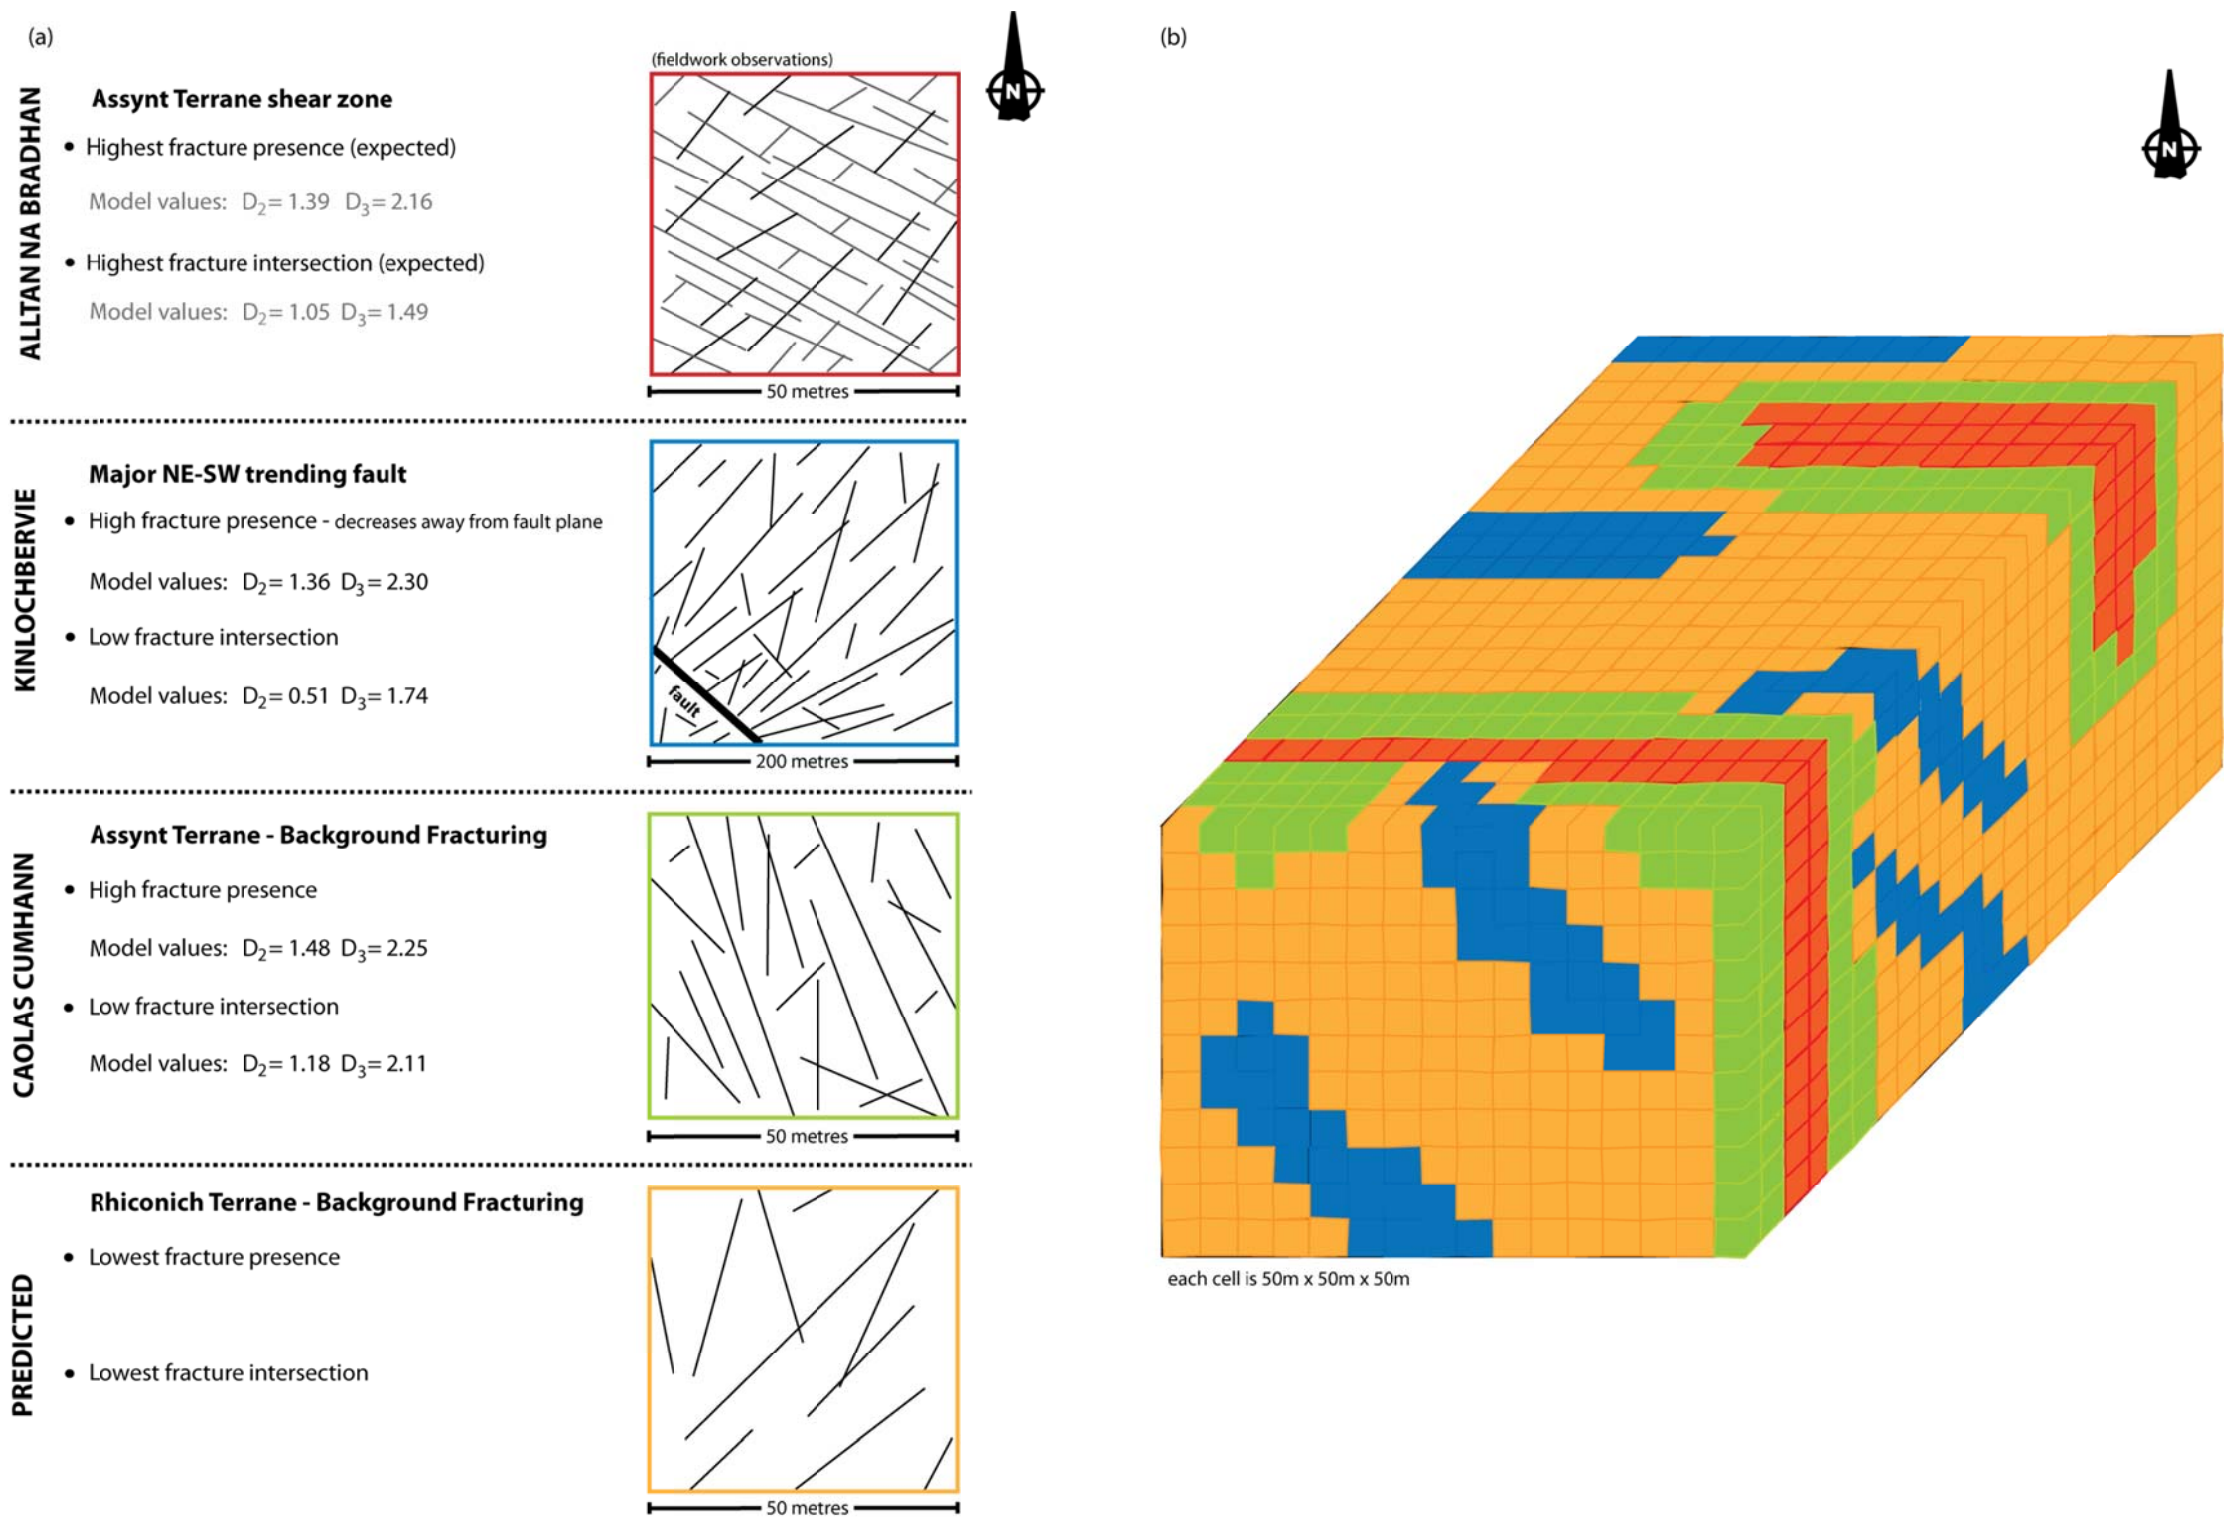 (a)
(fieldwork observations)
N
ALLTAN NA BRADHAN
Assynt Terrane shear zone
• Highest fracture presence (expected)
Model values: D2= 1.39 D3= 2.16
• Highest fracture intersection (expected)
Model values: D2= 1.05 D3= 1.49
50 metres
KINLOCHBERVIE
Major NE-SW trending fault
• High fracture presence - decreases away from fault plane
Model values: D2= 1.36 D3= 2.30
• Low fracture intersection
Model values: D2= 0.51 D3= 1.74
fault
200 metres
CAOLAS CUMHANN
Assynt Terrane - Background Fracturing
• High fracture presence
Model values: D2= 1.48 D3= 2.25
• Low fracture intersection
Model values: D2= 1.18 D3= 2.11
50 metres
PREDICTED
Rhiconich Terrane - Background Fracturing
• Lowest fracture presence
• Lowest fracture intersection
50 metres
(b)
N
each cell is 50m x 50m x 50m